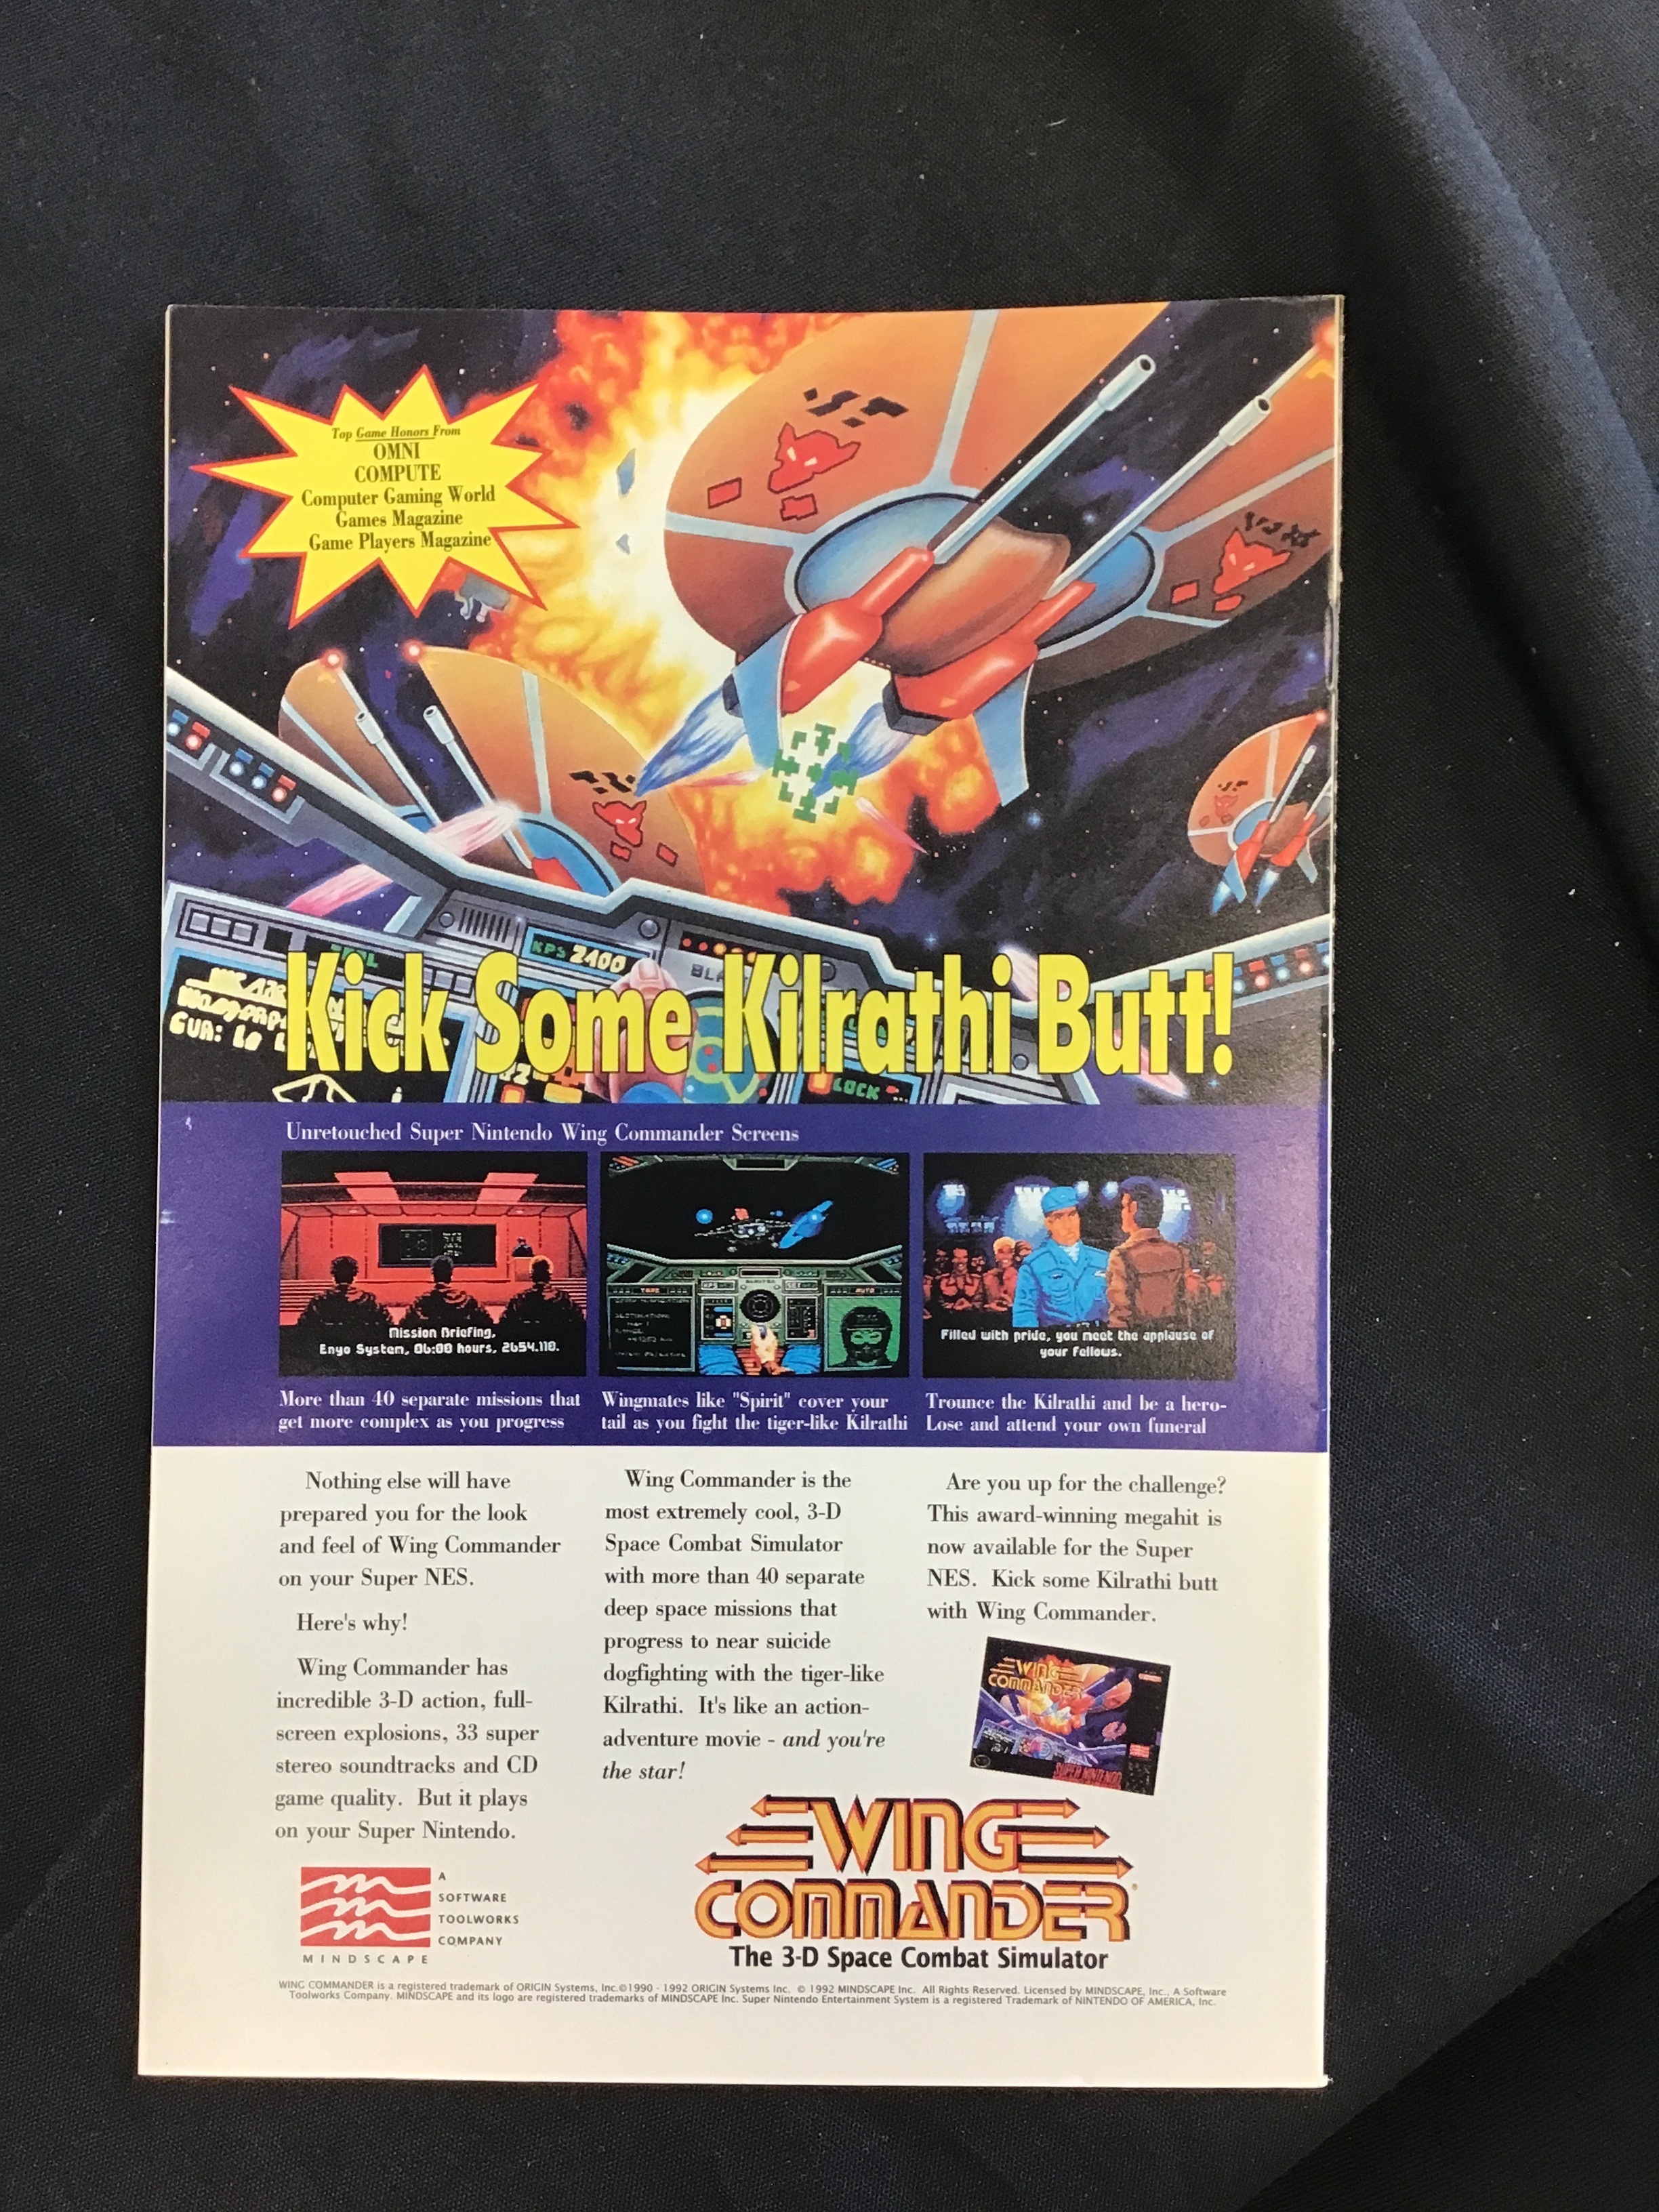 Top Game Honors From
OMNI
COMPUTE
Computer Gaming World
Games Magazine
Game Players Magazine
KPS 2400
Kick Some Kilrathi Butt!
LOCK
Unretouched Super Nintendo Wing Commander Screens
Mission Briefing,
Enyo System, 06:00 hours, 2654.110.
Filled with pride, you meet the applause of
your fellows.
More than 40 separate missions that
get more complex as you progress
Wingmates like "Spirit" cover your
tail as you fight the tiger-like Kilrathi
Trounce the Kilrathi and be a hero-
Lose and attend your own funeral
Nothing else will have
prepared you for the look
and feel of Wing Commander
on your Super NES.
Here's why!
Wing Commander has
incredible 3-D action, full-
screen explosions, 33 super
stereo soundtracks and CD
game quality. But it plays
on your Super Nintendo.
Wing Commander is the
most extremely cool, 3-D
Space Combat Simulator
with more than 40 separate
deep space missions that
progress to near suicide
dogfighting with the tiger-like
Kilrathi. It's like an action-
adventure movie - and you're
the star!
Are you up for the challenge?
This award-winning megahit is
now available for the Super
NES. Kick some Kilrathi butt
with Wing Commander.
WING
COMMANDER
SUPER NINTENDO
A
SOFTWARE
TOOLWORKS
COMPANY
MINDSCAPE
WING
COMMANDER
The 3-D Space Combat Simulator
WING COMMANDER is a registered trademark of ORIGIN Systems, Inc.©1990 - 1992 ORIGIN Systems Inc. © 1992 MINDSCAPE Inc. All Rights Reserved. Licensed by MINDSCAPE, Inc., A Software
Toolworks Company. MINDSCAPE and its logo are registered trademarks of MINDSCAPE Inc. Super Nintendo Entertainment System is a registered Trademark of NINTENDO OF AMERICA, Inc.